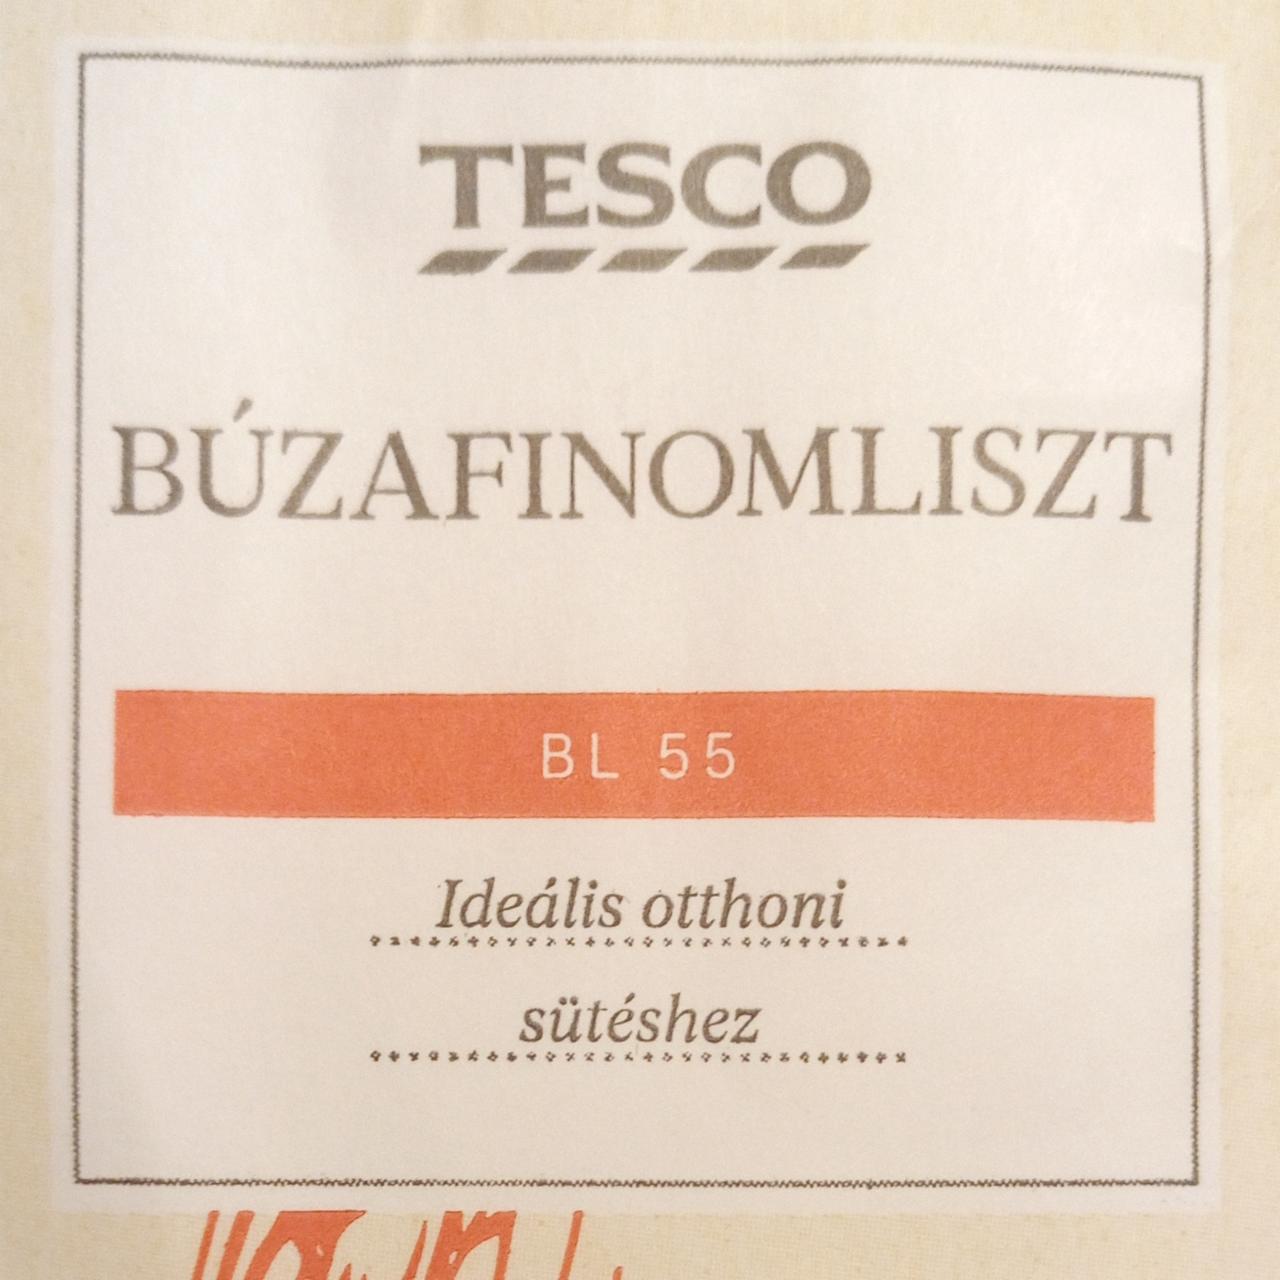 TESCO
BÚZAFINOMLISZT
BL 55
Ideális otthoni
sütéshez